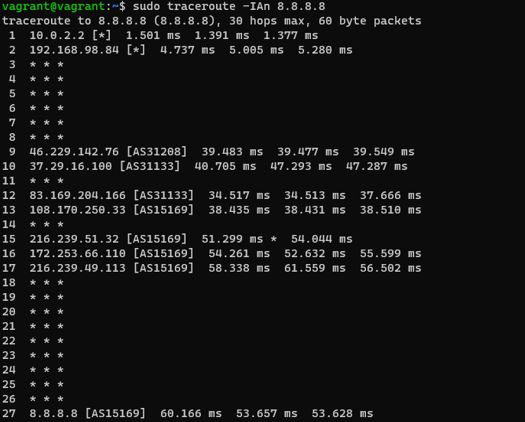 vagrant@vagrant:~$ sudo traceroute -IAn 8.8.8.8
traceroute to 8.8.8.8 (8.8.8.8), 30 hops max, 60 byte packets
 1  10.0.2.2 [*]  1.501 ms  1.391 ms  1.377 ms
 2  192.168.98.84 [*]  4.737 ms  5.005 ms  5.280 ms
 3  * * *
 4  * * *
 5  * * *
 6  * * *
 7  * * *
 8  * * *
 9  46.229.142.76 [AS31208]  39.483 ms  39.477 ms  39.549 ms
10  37.29.16.100 [AS31133]  40.705 ms  47.293 ms  47.287 ms
11  * * *
12  83.169.204.166 [AS31133]  34.517 ms  34.513 ms  37.666 ms
13  108.170.250.33 [AS15169]  38.435 ms  38.431 ms  38.510 ms
14  * * *
15  216.239.51.32 [AS15169]  51.299 ms *  54.044 ms
16  172.253.66.110 [AS15169]  54.261 ms  52.632 ms  55.599 ms
17  216.239.49.113 [AS15169]  58.338 ms  61.559 ms  56.502 ms
18  * * *
19  * * *
20  * * *
21  * * *
22  * * *
23  * * *
24  * * *
25  * * *
26  * * *
27  8.8.8.8 [AS15169]  60.166 ms  53.657 ms  53.628 ms